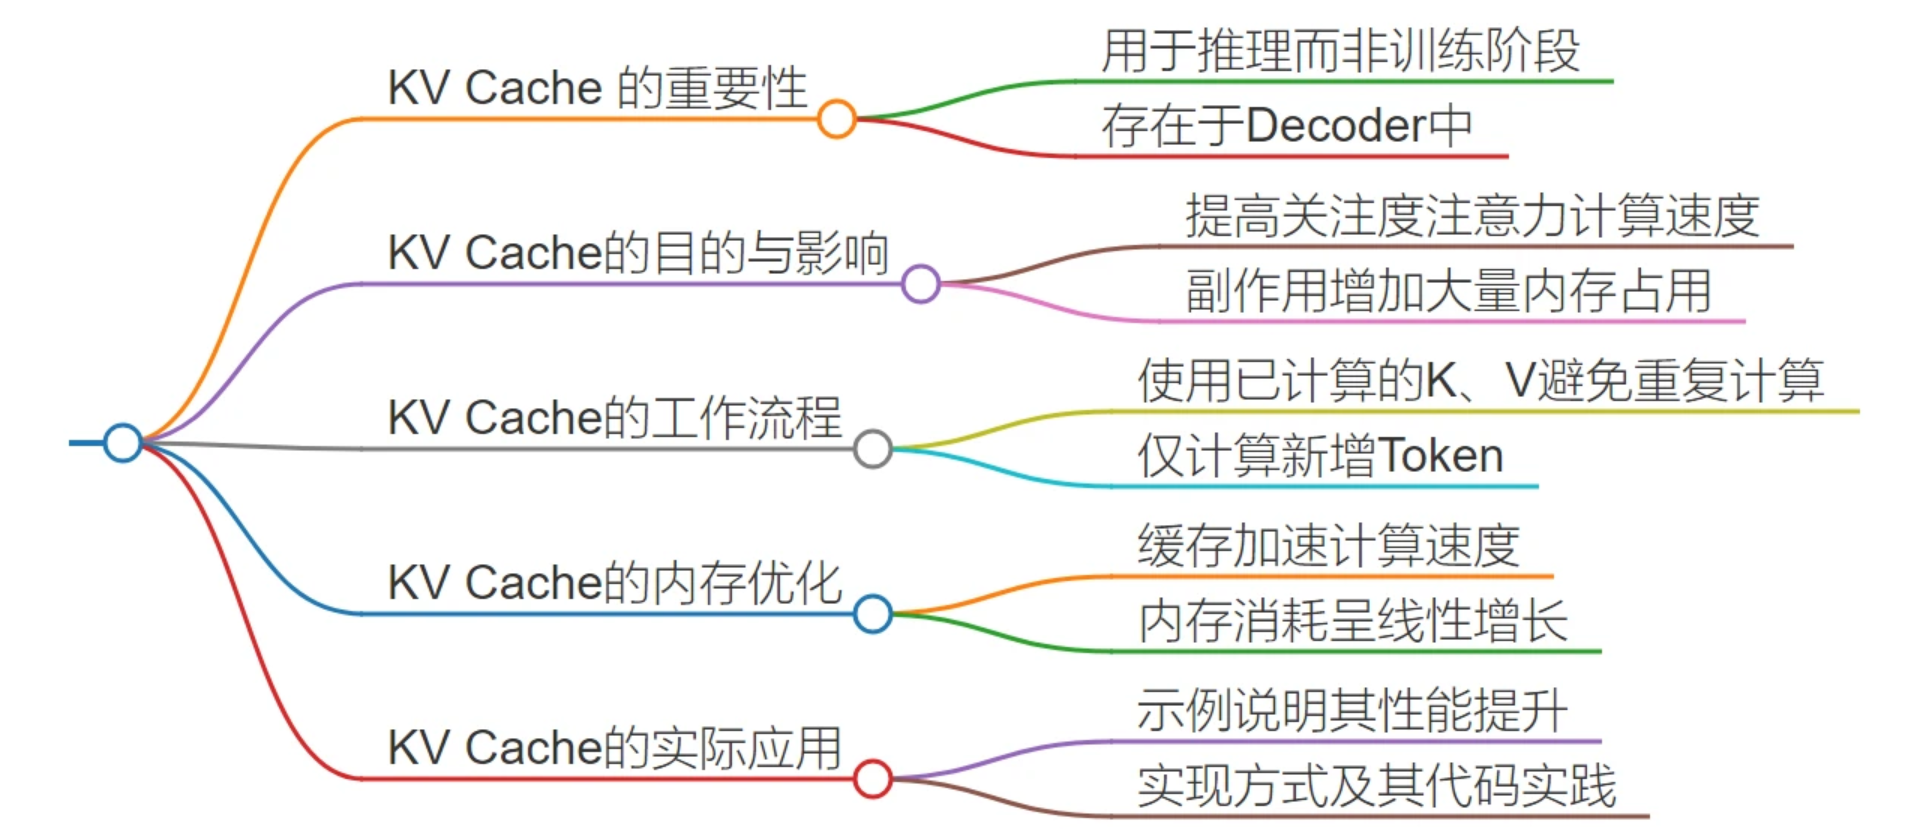 KV Cache 的重要性
用于推理而非训练阶段
存在于Decoder中
KV Cache的目的与影响
提高关注度注意力计算速度
副作用增加大量内存占用
KV Cache的工作流程
使用已计算的K、V避免重复计算
仅计算新增Token
KV Cache的内存优化
缓存加速计算速度
内存消耗呈线性增长
KV Cache的实际应用
示例说明其性能提升
实现方式及其代码实践